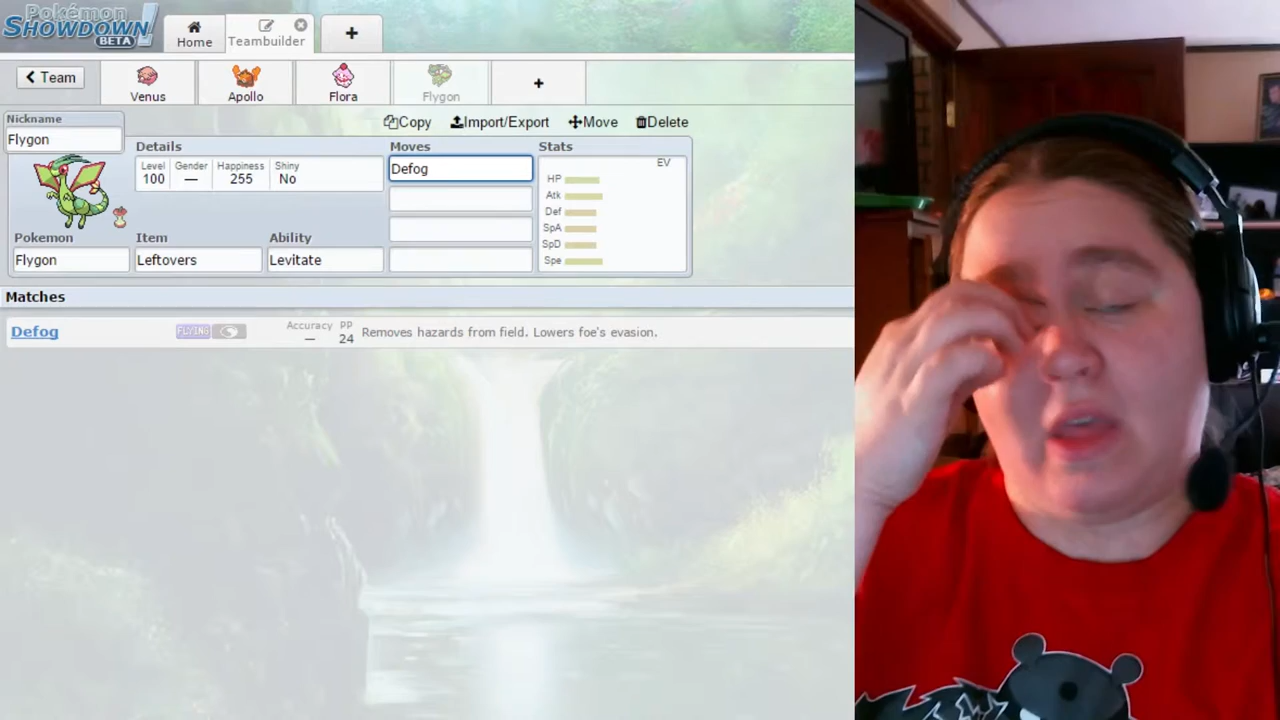 Pokémon
SHOWDOWN!
BETA
Home
Teambuilder
+
Team
Venus
Apollo
Flora
Flygon
+
Nickname
Flygon
Copy
Import/Export
Move
Delete
Details
Level
100
Gender
—
Happiness
255
Shiny
No
Moves
Defog
Stats
EV
HP
Atk
Def
SpA
SpD
Spe
Pokemon
Flygon
Item
Leftovers
Ability
Levitate
Matches
Defog
FLYING
Accuracy
—
PP
24
Removes hazards from field. Lowers foe's evasion.